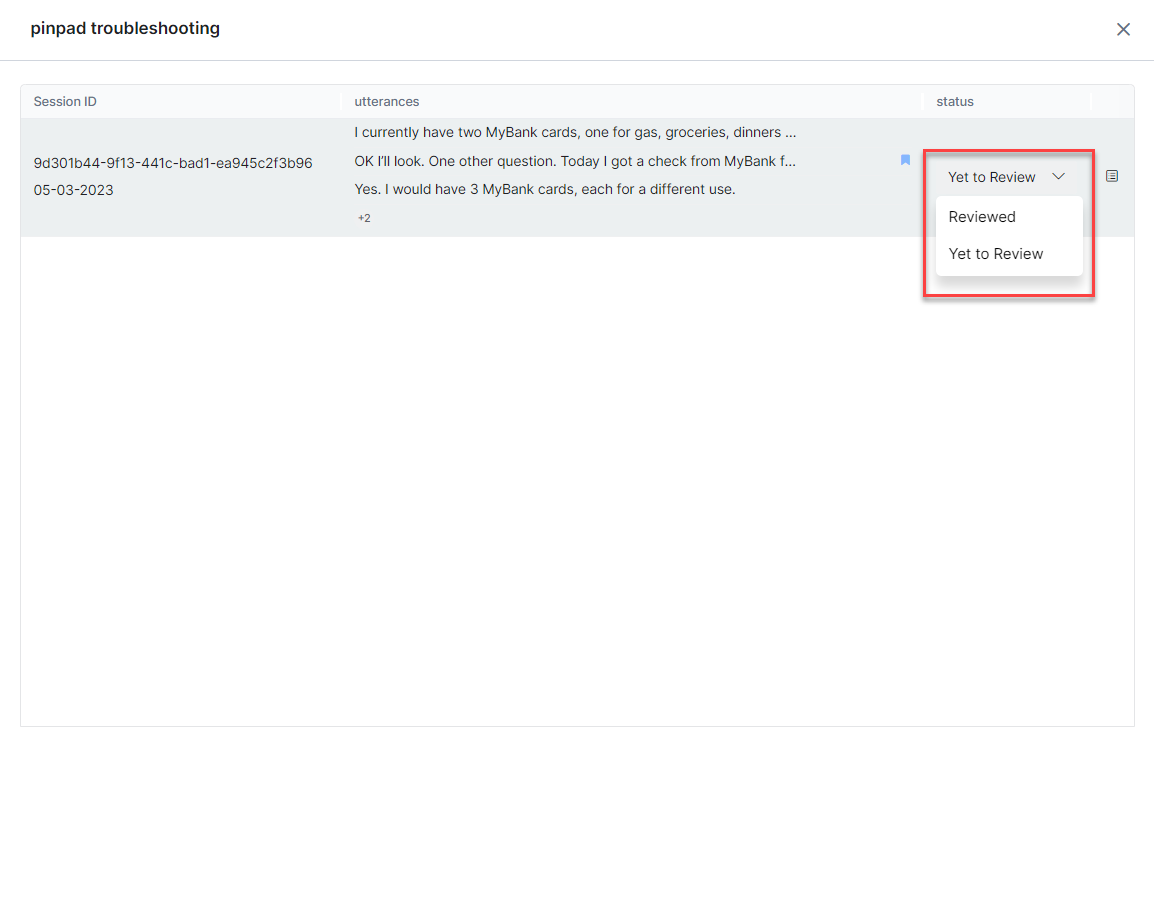 pinpad troubleshooting
Session ID
utterances
status
9d301b44-9f13-441c-bad1-ea945c2f3b96
05-03-2023
I currently have two MyBank cards, one for gas, groceries, dinners ...
OK I’ll look. One other question. Today I got a check from MyBank f...
Yes. I would have 3 MyBank cards, each for a different use.
+2
Yet to Review
Reviewed
Yet to Review